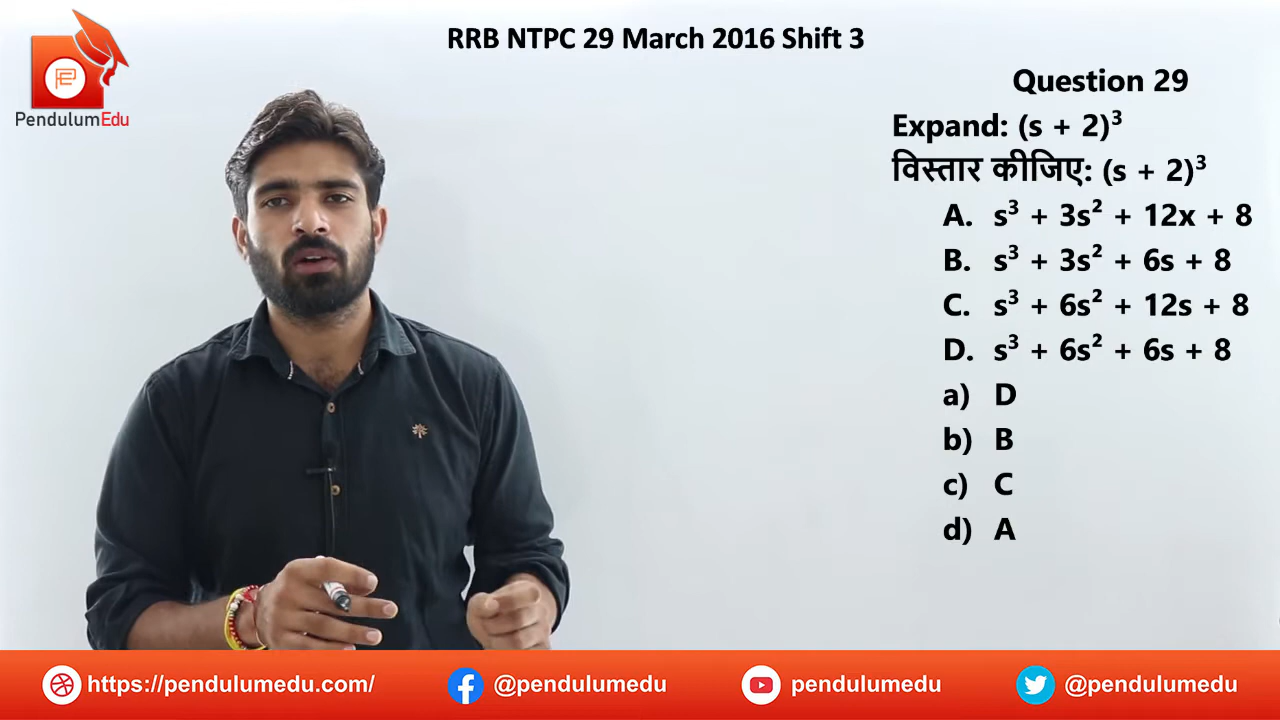 RRB NTPC 29 March 2016 Shift 3
PendulumEdu
Question 29
Expand: (s + 2)³
विस्तार कीजिए: (s + 2)³
A. s³ + 3s² + 12x + 8
B. s³ + 3s² + 6s + 8
C. s³ + 6s² + 12s + 8
D. s³ + 6s² + 6s + 8
a) D
b) B
c) C
d) A
https://pendulumedu.com/ @pendulumedu pendulumedu @pendulumedu